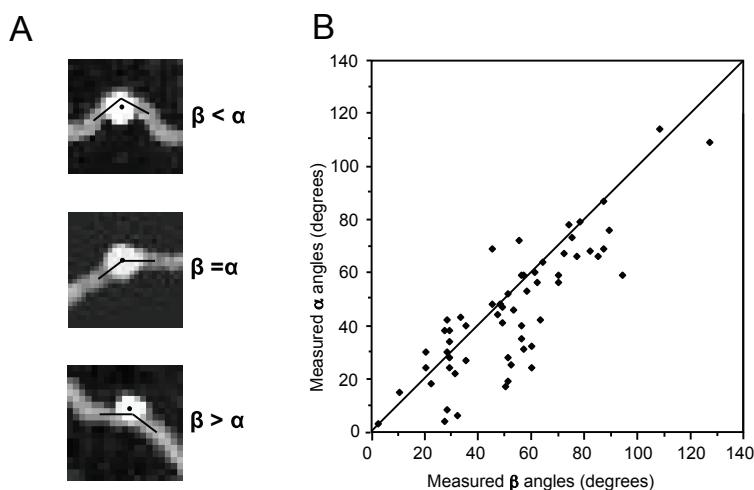 A
β < α
β =α
β > α
B
140
120
100
80
60
40
20
0
Measured α angles (degrees)
0 20 40 60 80 100 120 140
Measured β angles (degrees)